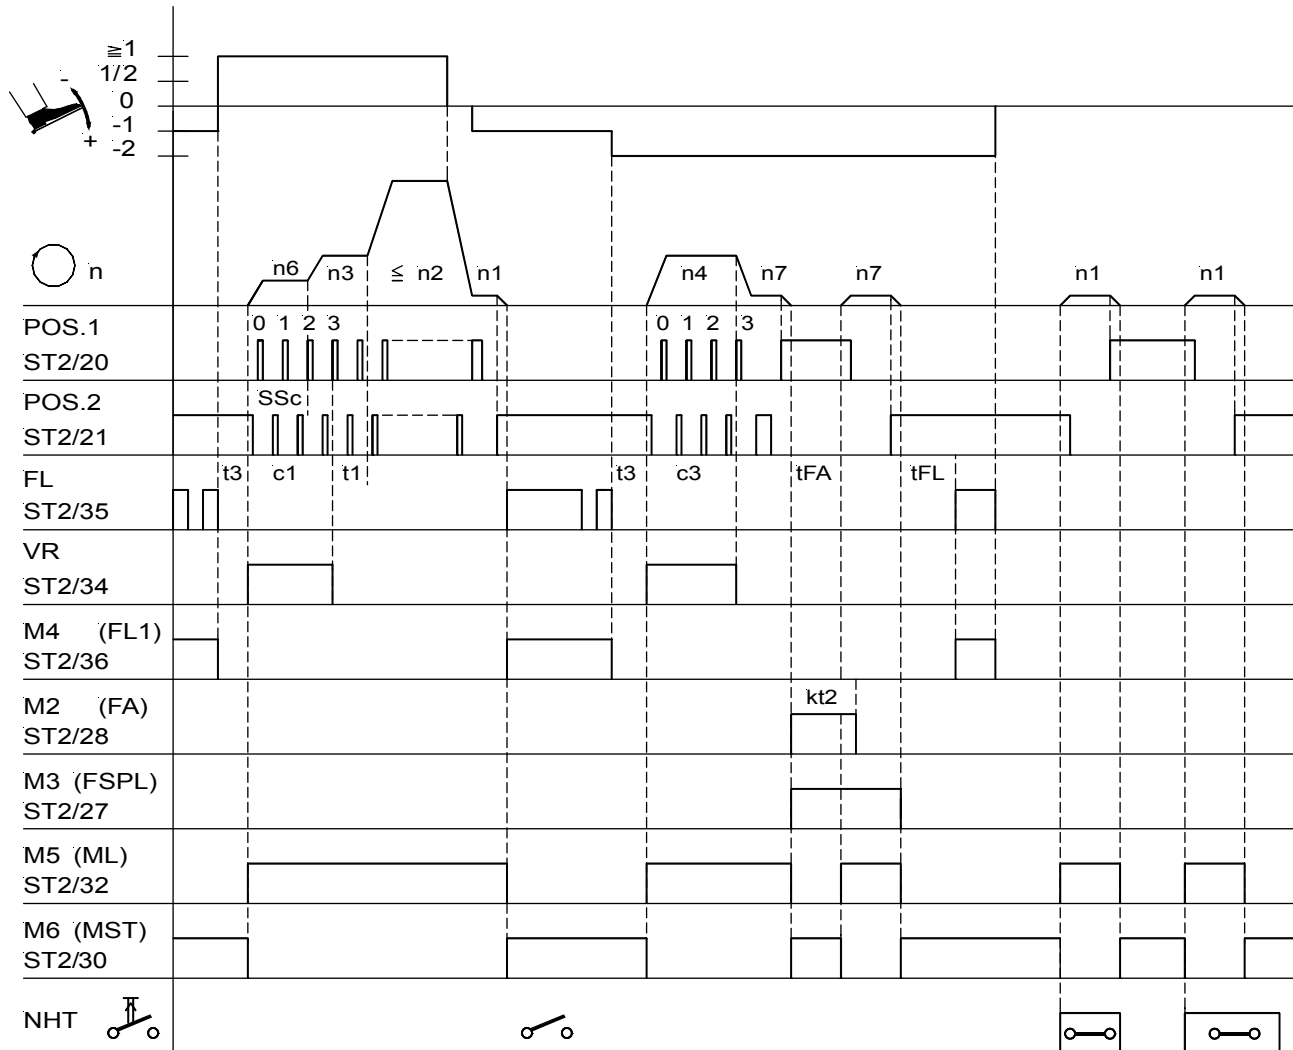 ≧1
1/2
-
0
-1
+
-2
n
n6 n3 ≦ n2 n1 n4 n7 n7 n1 n1
POS.1
0 1 2 3 0 1 2 3
ST2/20
POS.2
SSc
ST2/21
FL
t3 c1 t1 t3 c3 tFA tFL
ST2/35
VR
ST2/34
M4 (FL1)
ST2/36
M2 (FA)
kt2
ST2/28
M3 (FSPL)
ST2/27
M5 (ML)
ST2/32
M6 (MST)
ST2/30
NHT